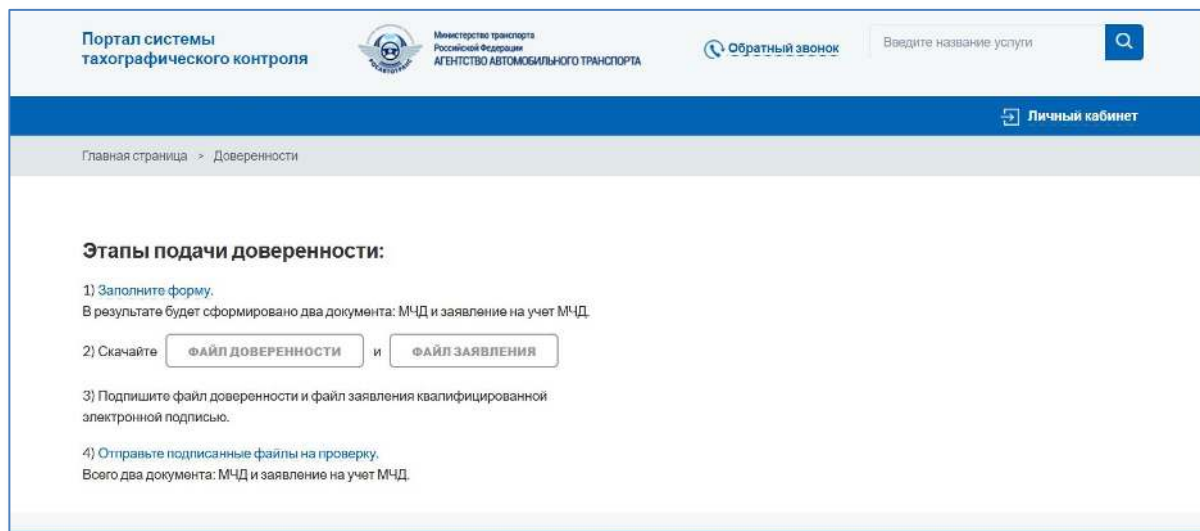 Портал системы
тахографического контроля
РОСАВТОТРАНС
Министерство транспорта
Российской Федерации
АГЕНТСТВО АВТОМОБИЛЬНОГО ТРАНСПОРТА
Обратный звонок
Введите название услуги
Личный кабинет
Главная страница > Доверенности
Этапы подачи доверенности:
1) Заполните форму.
В результате будет сформировано два документа: МЧД и заявление на учет МЧД.
2) Скачайте ФАЙЛ ДОВЕРЕННОСТИ и ФАЙЛ ЗАЯВЛЕНИЯ
3) Подпишите файл доверенности и файл заявления квалифицированной
электронной подписью.
4) Отправьте подписанные файлы на проверку.
Всего два документа: МЧД и заявление на учет МЧД.